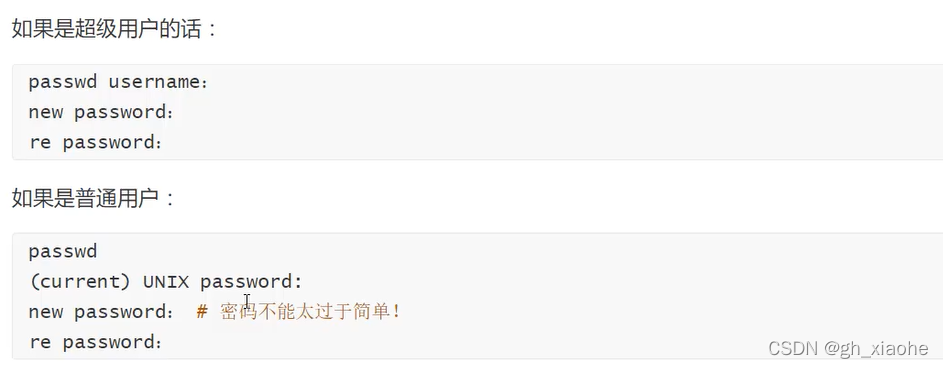 如果是超级用户的话：
passwd username：
new password：
re password：
如果是普通用户：
passwd
(current) UNIX password:
new password： # 密码不能太过于简单！
re password：
CSDN @gh_xiaohe